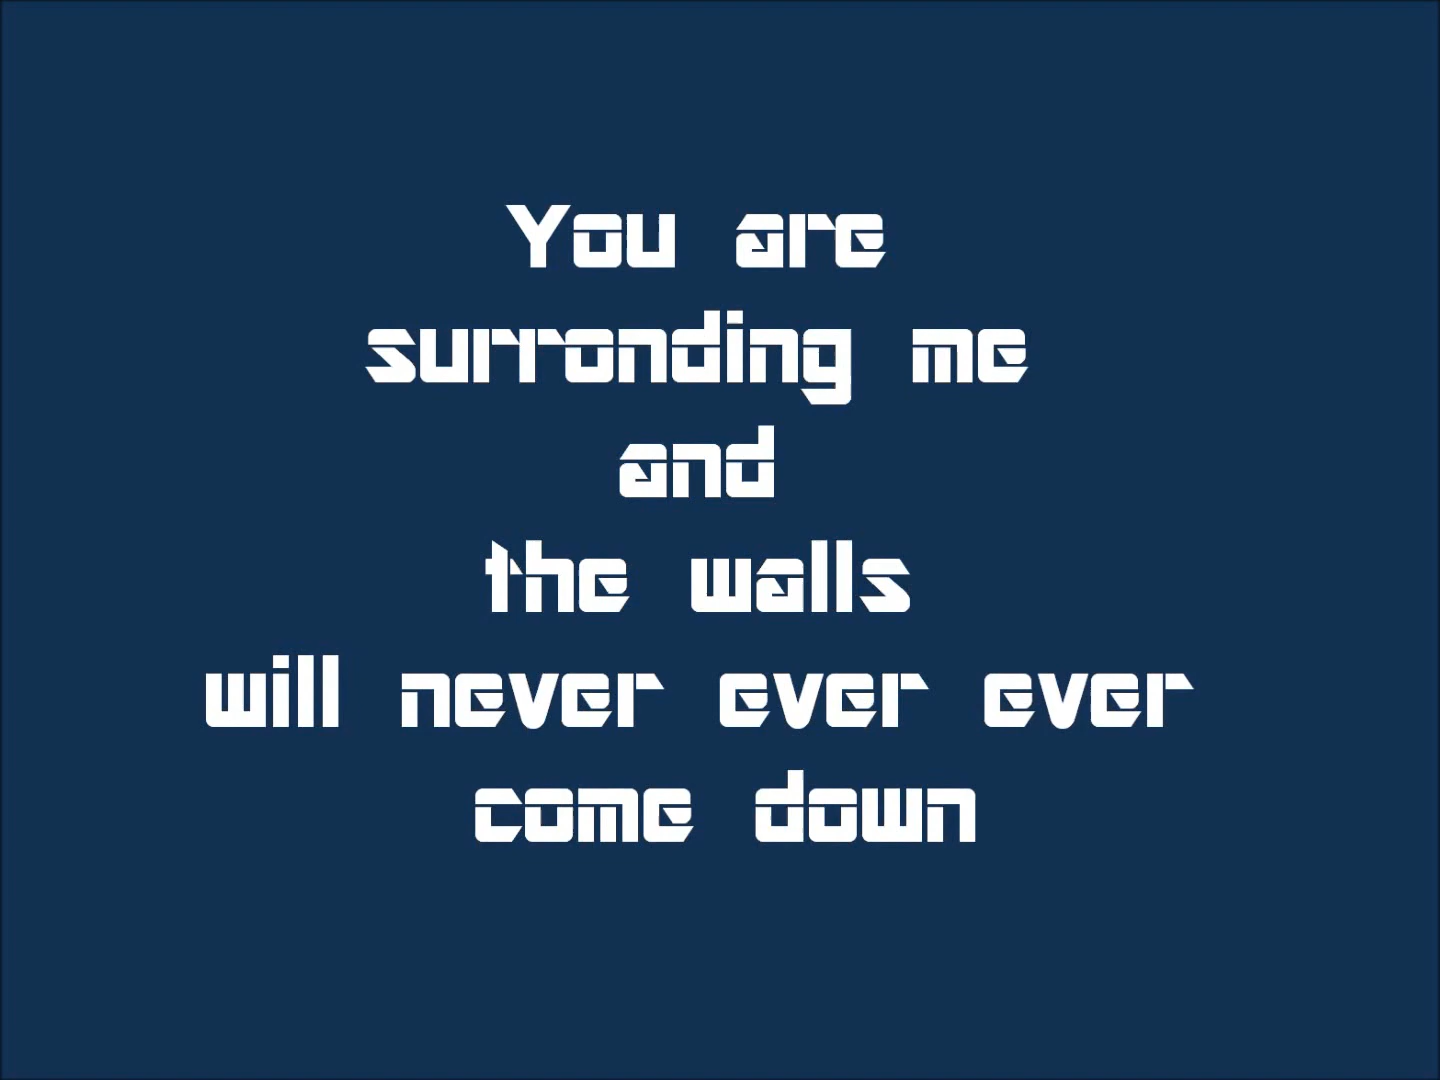 You are
surronding me
and
the walls
will never ever ever
come down